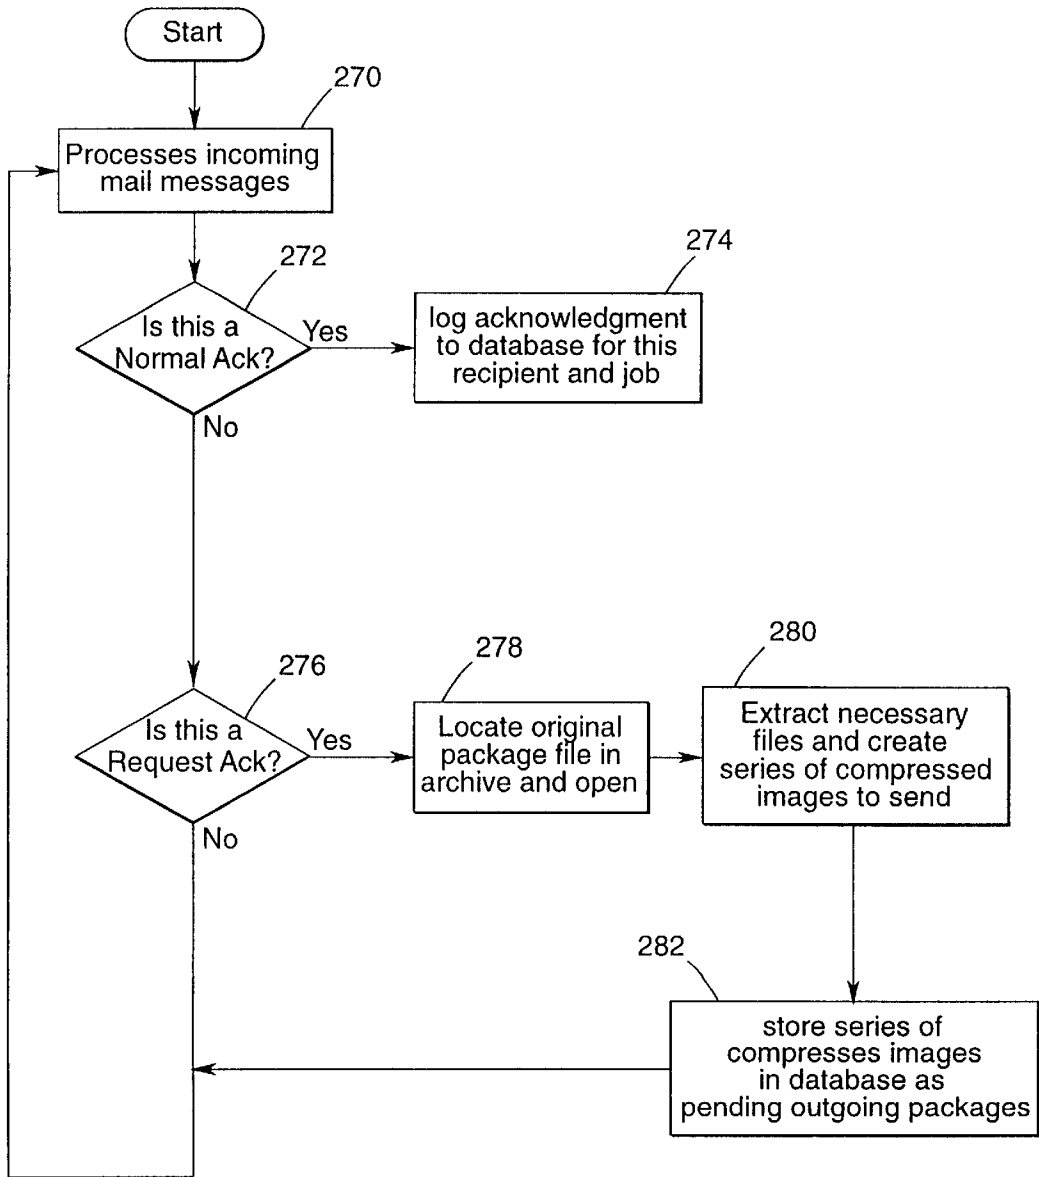 Start
270
Processes incoming
mail messages
272
Is this a
Normal Ack?
Yes
No
274
log acknowledgment
to database for this
recipient and job
276
Is this a
Request Ack?
Yes
No
278
Locate original
package file in
archive and open
280
Extract necessary
files and create
series of compressed
images to send
282
store series of
compresses images
in database as
pending outgoing packages